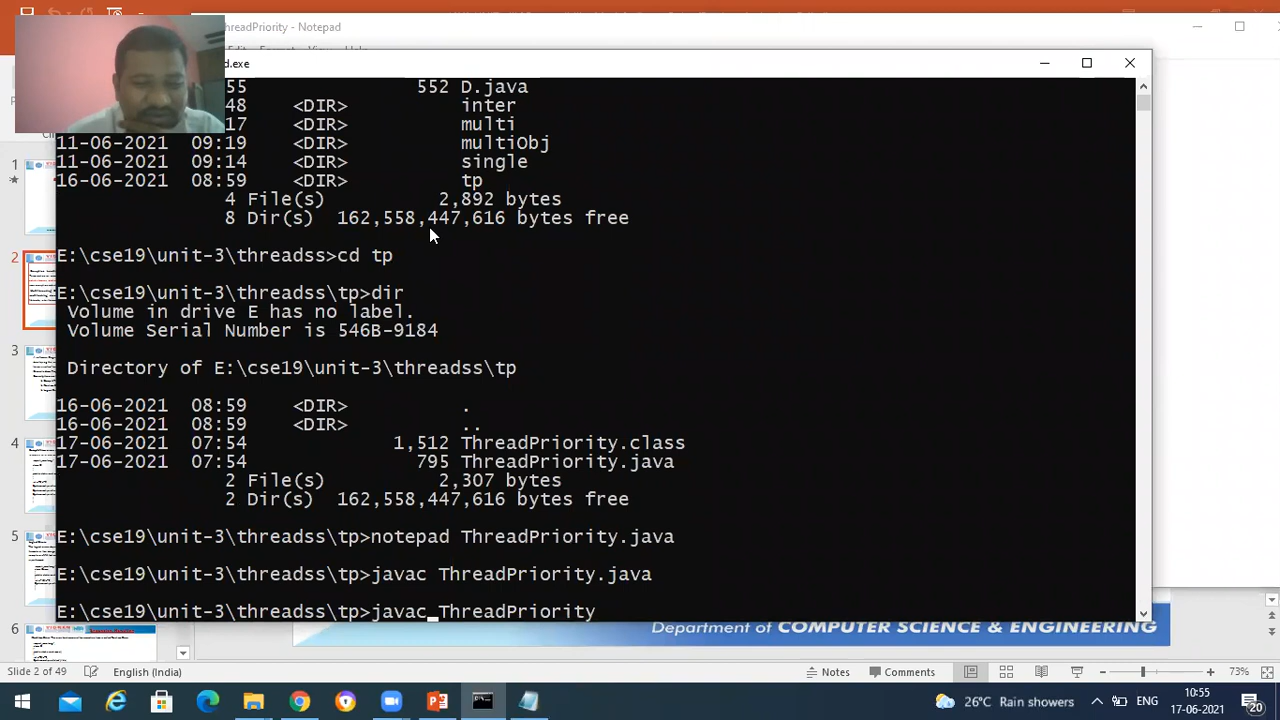 ThreadPriority - Notepad
d.exe
55 552 D.java
48 <DIR> inter
17 <DIR> multi
11-06-2021 09:19 <DIR> multiObj
11-06-2021 09:14 <DIR> single
16-06-2021 08:59 <DIR> tp
4 File(s) 2,892 bytes
8 Dir(s) 162,558,447,616 bytes free
E:\cse19\unit-3\threadss>cd tp
E:\cse19\unit-3\threadss\tp>dir
Volume in drive E has no label.
Volume Serial Number is 546B-9184
Directory of E:\cse19\unit-3\threadss\tp
16-06-2021 08:59 <DIR> .
16-06-2021 08:59 <DIR> ..
17-06-2021 07:54 1,512 ThreadPriority.class
17-06-2021 07:54 795 ThreadPriority.java
2 File(s) 2,307 bytes
2 Dir(s) 162,558,447,616 bytes free
E:\cse19\unit-3\threadss\tp>notepad ThreadPriority.java
E:\cse19\unit-3\threadss\tp>javac ThreadPriority.java
E:\cse19\unit-3\threadss\tp>javac ThreadPriority
1
2
3
4
5
6
Department of COMPUTER SCIENCE & ENGINEERING
Slide 2 of 49 English (India) Notes Comments 73%
26°C Rain showers ENG 10:55
17-06-2021 20